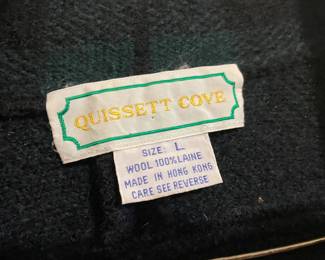 QUISSETT COVE
SIZE: L
WOOL 100% LAINE
MADE IN HONG KONG
CARE SEE REVERSE